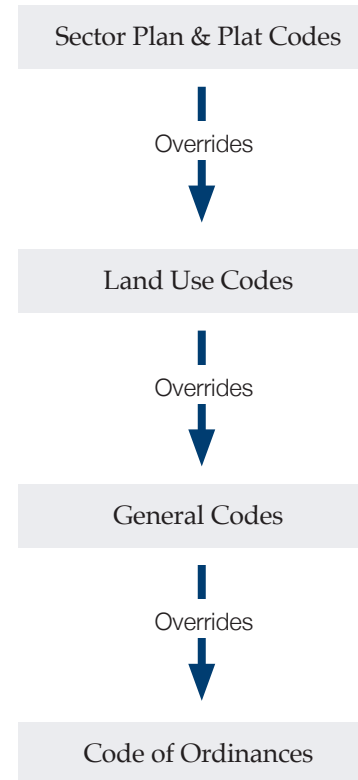 Sector Plan & Plat Codes
Overrides
Land Use Codes
Overrides
General Codes
Overrides
Code of Ordinances